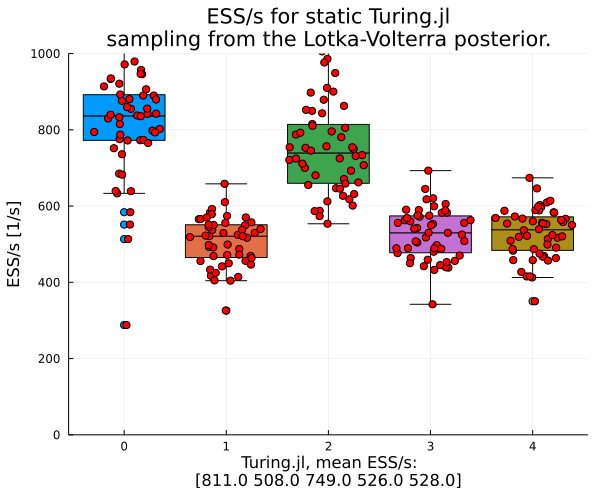 ESS/s for static Turing.jl
sampling from the Lotka-Volterra posterior.
1000
800
600
400
200
0
ESS/s [1/s]
0 1 2 3 4
Turing.jl, mean ESS/s:
[811.0 508.0 749.0 526.0 528.0]